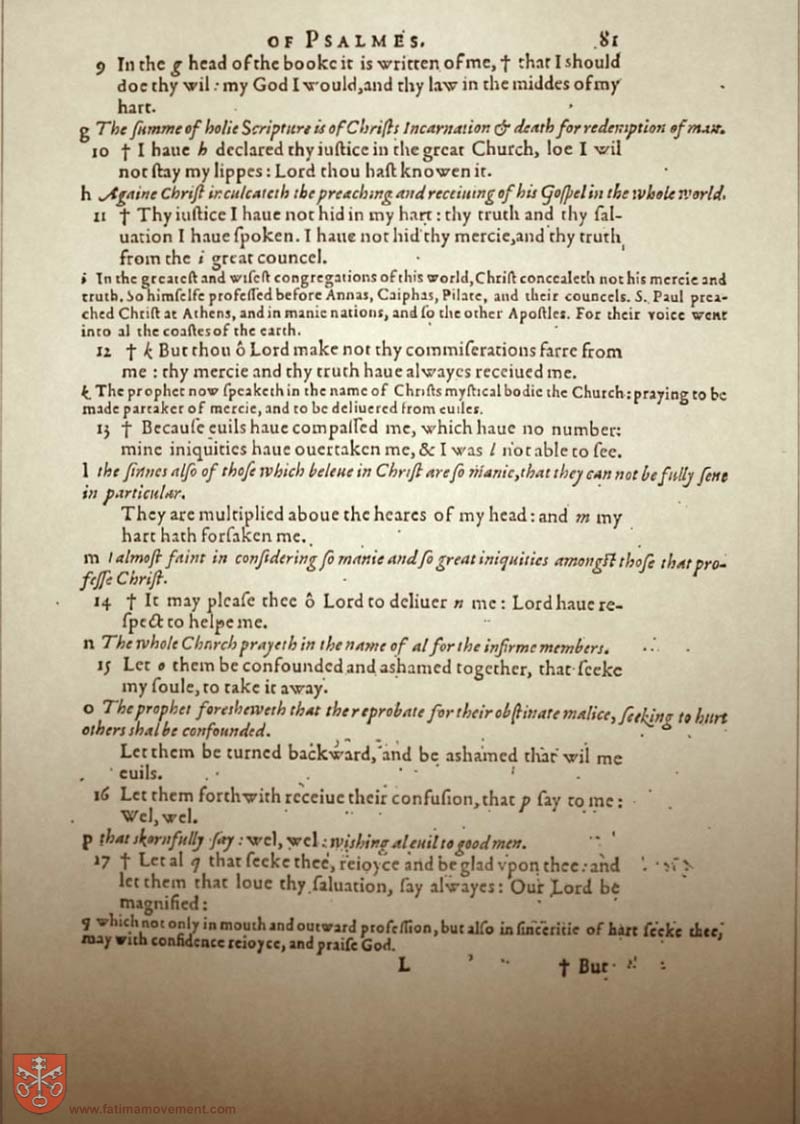 OF PSALMES. 81
9 In the g head of the booke it is written of me, † that I should
doe thy wil: my God I would, and thy law in the middes of my
hart.
g The ſumme of holie Scripture is of Chriſts Incarnation & death for redemption of man.
10 † I haue h declared thy iuſtice in the great Church, loe I wil
not ſtay my lippes: Lord thou haſt knowen it.
h Againe Chriſt inculcateth the preaching and receiuing of his Goſpel in the whole world.
11 † Thy iuſtice I haue not hid in my hart: thy truth and thy ſal-
uation I haue ſpoken. I haue not hid thy mercie, and thy truth
from the i great councel.
i In the greateſt and wiſeſt congregations of this world, Chriſt concealeth not his mercie and
truth. So himſelfe profeſſed before Annas, Caiphas, Pilate, and their councels. S. Paul prea-
ched Chriſt at Athens, and in manie nations, and ſo the other Apoſtles. For their voice went
into al the coaſtes of the earth.
12 † k But thou ô Lord make not thy commiſerations farre from
me: thy mercie and thy truth haue alwayes receiued me.
k The prophet now ſpeaketh in the name of Chriſts myſtical bodie the Church: praying to be
made partaker of mercie, and to be deliuered from euiles.
13 † Becauſe euils haue compaſſed me, which haue no number:
mine iniquities haue ouertaken me, & I was l not able to ſee.
l the ſinnes alſo of thoſe which beleue in Chriſt are ſo manie, that they can not be fully ſene
in particular.
They are multiplied aboue the heares of my head: and m my
hart hath forſaken me.
m I almoſt faint in conſidering ſo manie and ſo great iniquities amongſt thoſe that pro-
feſſe Chriſt.
14 † It may pleaſe thee ô Lord to deliuer n me: Lord haue re-
ſpect to helpe me.
n The whole Church prayeth in the name of al for the infirme members.
15 Let o them be confounded and ashamed together, that ſeeke
my ſoule, to take it away.
o The prophet foresheweth that the reprobate for their obſtinate malice, ſeeking to hurt
others shal be confounded.
Let them be turned backward, and be ashamed that wil me
euils.
16 Let them forthwith receiue their confuſion, that p ſay to me:
Wel, wel.
p that skornfully ſay: wel, wel: wishing al euil to good men.
17 † Let al q that ſeeke thee, reioyce and be glad vpon thee: and
let them that loue thy ſaluation, ſay alwayes: Our Lord be
magnified:
q which not only in mouth and outward profeſſion, but alſo in ſinceritie of hart ſeeke thee,
may with confidence reioyce, and praiſe God.
L † But
www.fatimamovement.com